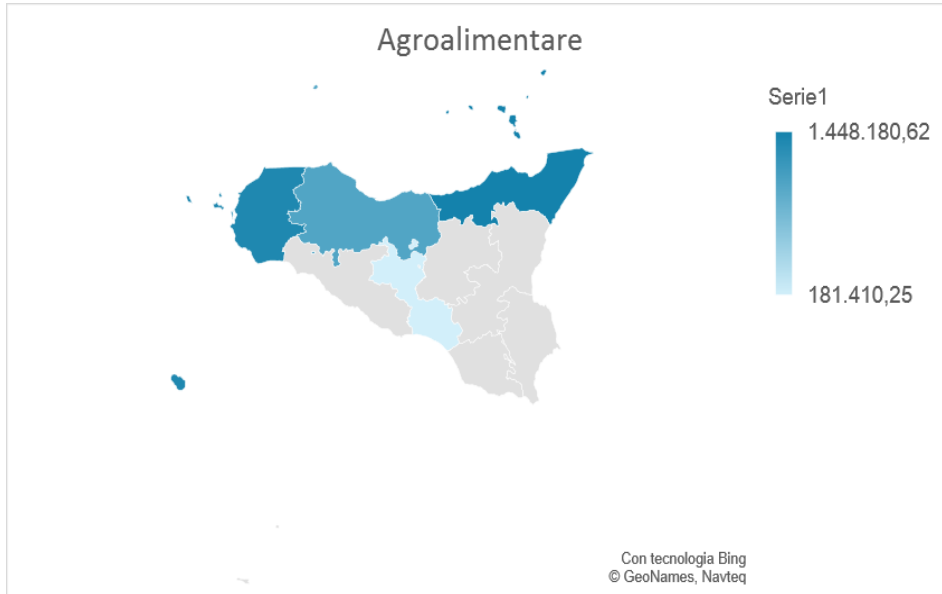 Agroalimentare
Serie1
1.448.180,62
181.410,25
Con tecnologia Bing
© GeoNames, Navteq